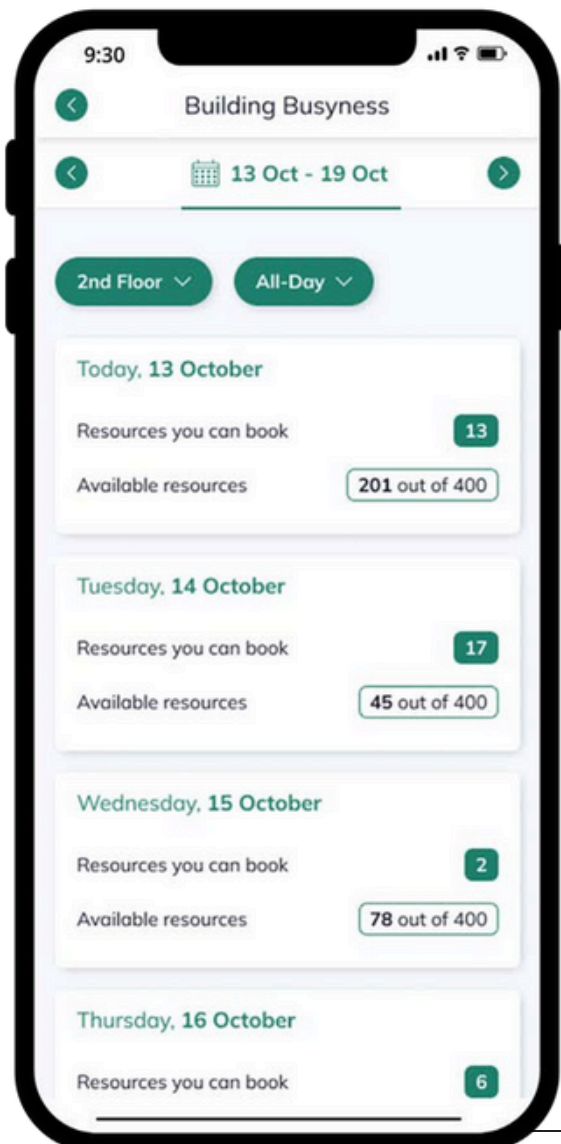 9:30
Building Busyness
13 Oct - 19 Oct
2nd Floor All-Day
Today, 13 October
Resources you can book 13
Available resources 201 out of 400
Tuesday, 14 October
Resources you can book 17
Available resources 45 out of 400
Wednesday, 15 October
Resources you can book 2
Available resources 78 out of 400
Thursday, 16 October
Resources you can book 6